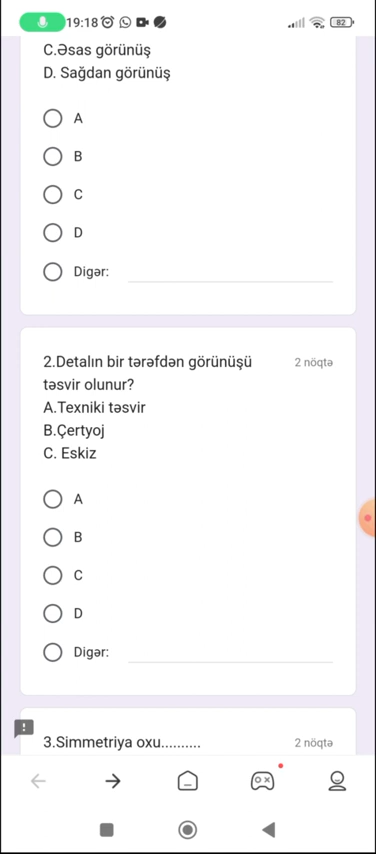 19:18
82
C.Əsas görünüş
D. Sağdan görünüş
A
B
C
D
Digər:
2.Detalın bir tərəfdən görünüşü
2 nöqtə
təsvir olunur?
A.Texniki təsvir
B.Çertyoj
C. Eskiz
A
B
C
D
Digər:
3.Simmetriya oxu..........
2 nöqtə